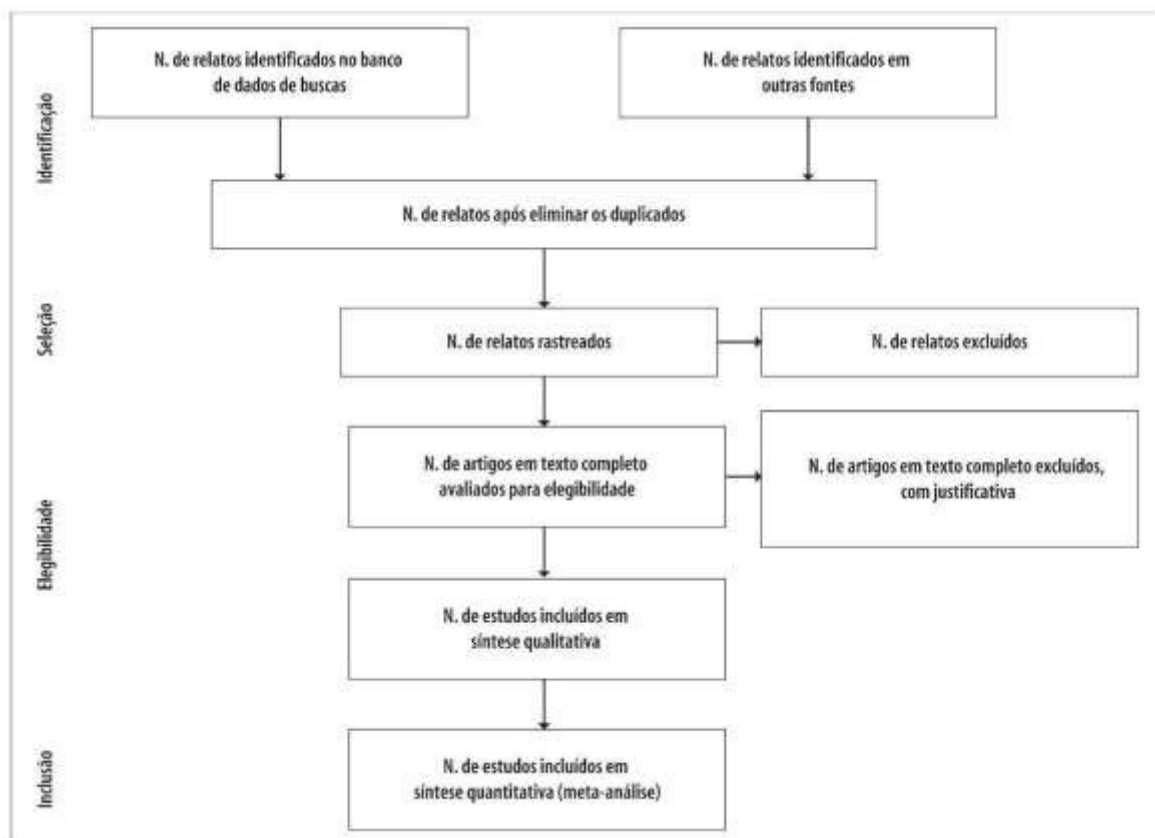 Identificação
N. de relatos identificados no banco
de dados de buscas
N. de relatos identificados em
outras fontes
N. de relatos após eliminar os duplicados
Seleção
N. de relatos rastreados
N. de relatos excluídos
Elegibilidade
N. de artigos em texto completo
avaliados para elegibilidade
N. de artigos em texto completo excluídos,
com justificativa
N. de estudos incluídos em
síntese qualitativa
Inclusão
N. de estudos incluídos em
síntese quantitativa (meta-análise)